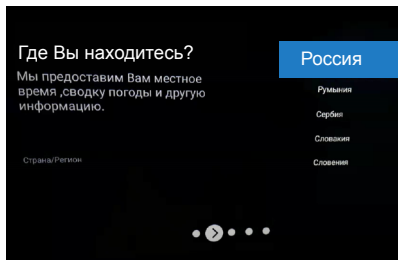 Где Вы находитесь?
Мы предоставим Вам местное
время ,сводку погоды и другую
информацию.
Страна/Регион
Россия
Румыния
Сербия
Словакия
Словения